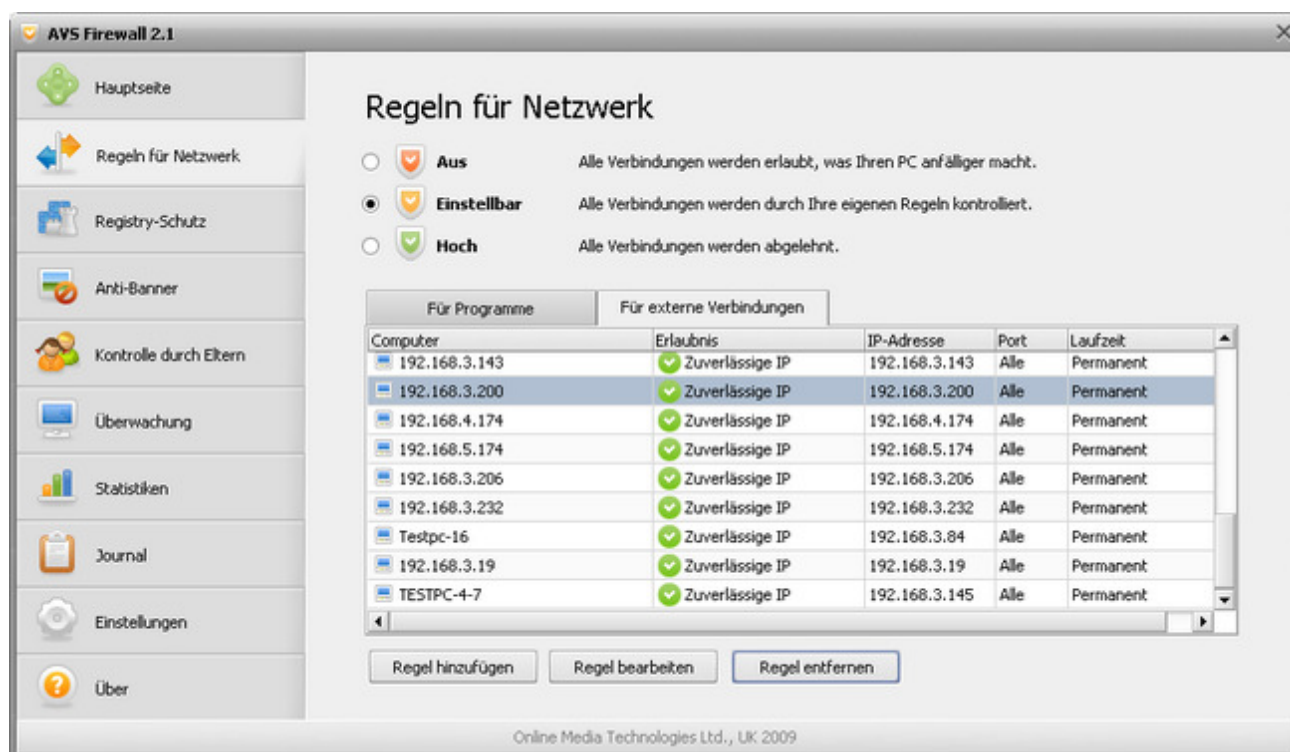 AVS Firewall 2.1
Hauptseite
Regeln für Netzwerk
Registry-Schutz
Anti-Banner
Kontrolle durch Eltern
Überwachung
Statistiken
Journal
Einstellungen
Über
Regeln für Netzwerk
Aus Alle Verbindungen werden erlaubt, was Ihren PC anfälliger macht.
Einstellbar Alle Verbindungen werden durch Ihre eigenen Regeln kontrolliert.
Hoch Alle Verbindungen werden abgelehnt.
Für Programme Für externe Verbindungen
Computer Erlaubnis IP-Adresse Port Laufzeit
192.168.3.143 Zuverlässige IP 192.168.3.143 Alle Permanent
192.168.3.200 Zuverlässige IP 192.168.3.200 Alle Permanent
192.168.4.174 Zuverlässige IP 192.168.4.174 Alle Permanent
192.168.5.174 Zuverlässige IP 192.168.5.174 Alle Permanent
192.168.3.206 Zuverlässige IP 192.168.3.206 Alle Permanent
192.168.3.232 Zuverlässige IP 192.168.3.232 Alle Permanent
Testpc-16 Zuverlässige IP 192.168.3.84 Alle Permanent
192.168.3.19 Zuverlässige IP 192.168.3.19 Alle Permanent
TESTPC-4-7 Zuverlässige IP 192.168.3.145 Alle Permanent
Regel hinzufügen Regel bearbeiten Regel entfernen
Online Media Technologies Ltd., UK 2009